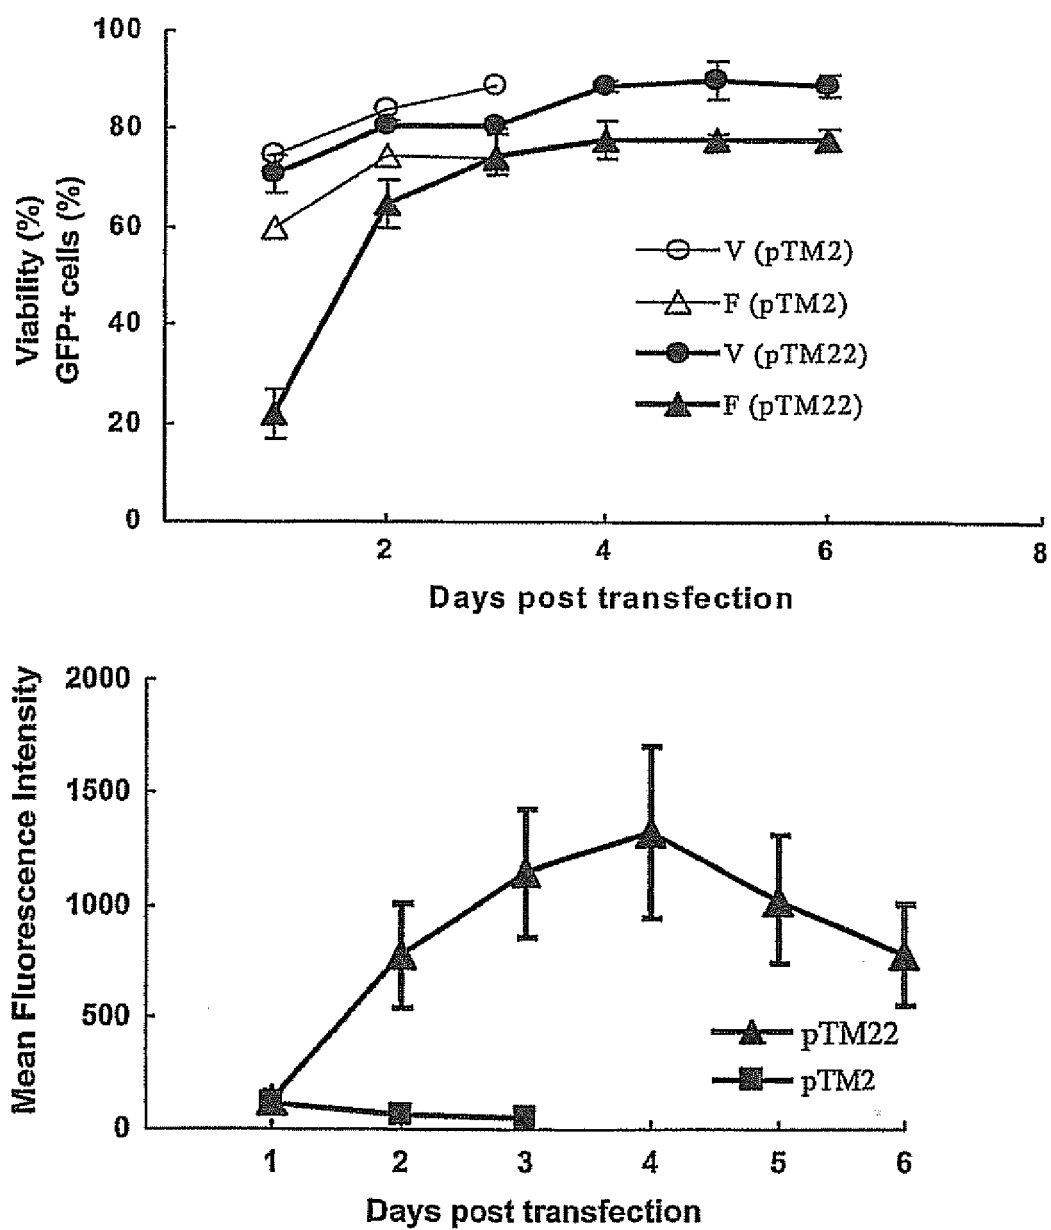 100
80
60
40
20
0
Viability (%)
GFP+ cells (%)
V (pTM2)
F (pTM2)
V (pTM22)
F (pTM22)
2
4
6
8
Days post transfection
2000
1500
1000
500
0
Mean Fluorescence Intensity
pTM22
pTM2
1
2
3
4
5
6
Days post transfection